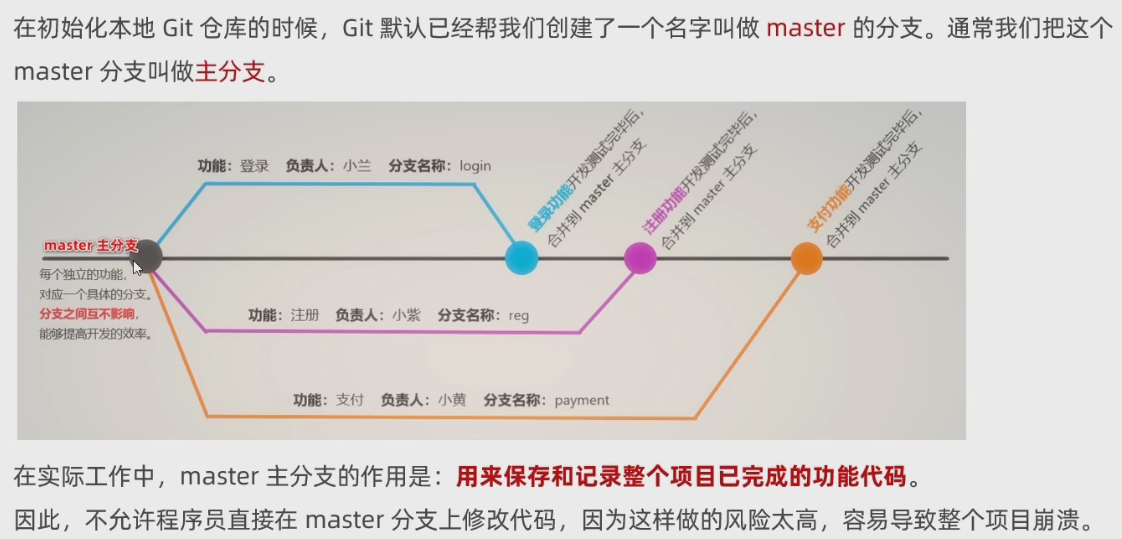 在初始化本地 Git 仓库的时候，Git 默认已经帮我们创建了一个名字叫做 master 的分支。通常我们把这个
master 分支叫做主分支。
功能：登录 负责人：小兰 分支名称：login
登录功能开发测试完毕后，
合并到 master 主分支
注册功能开发测试完毕后，
合并到 master 主分支
支付功能开发测试完毕后，
合并到 master 主分支
master 主分支
每个独立的功能，
对应一个具体的分支。
分支之间互不影响，
能够提高开发的效率。
功能：注册 负责人：小紫 分支名称：reg
功能：支付 负责人：小黄 分支名称：payment
在实际工作中，master 主分支的作用是：用来保存和记录整个项目已完成的功能代码。
因此，不允许程序员直接在 master 分支上修改代码，因为这样做的风险太高，容易导致整个项目崩溃。